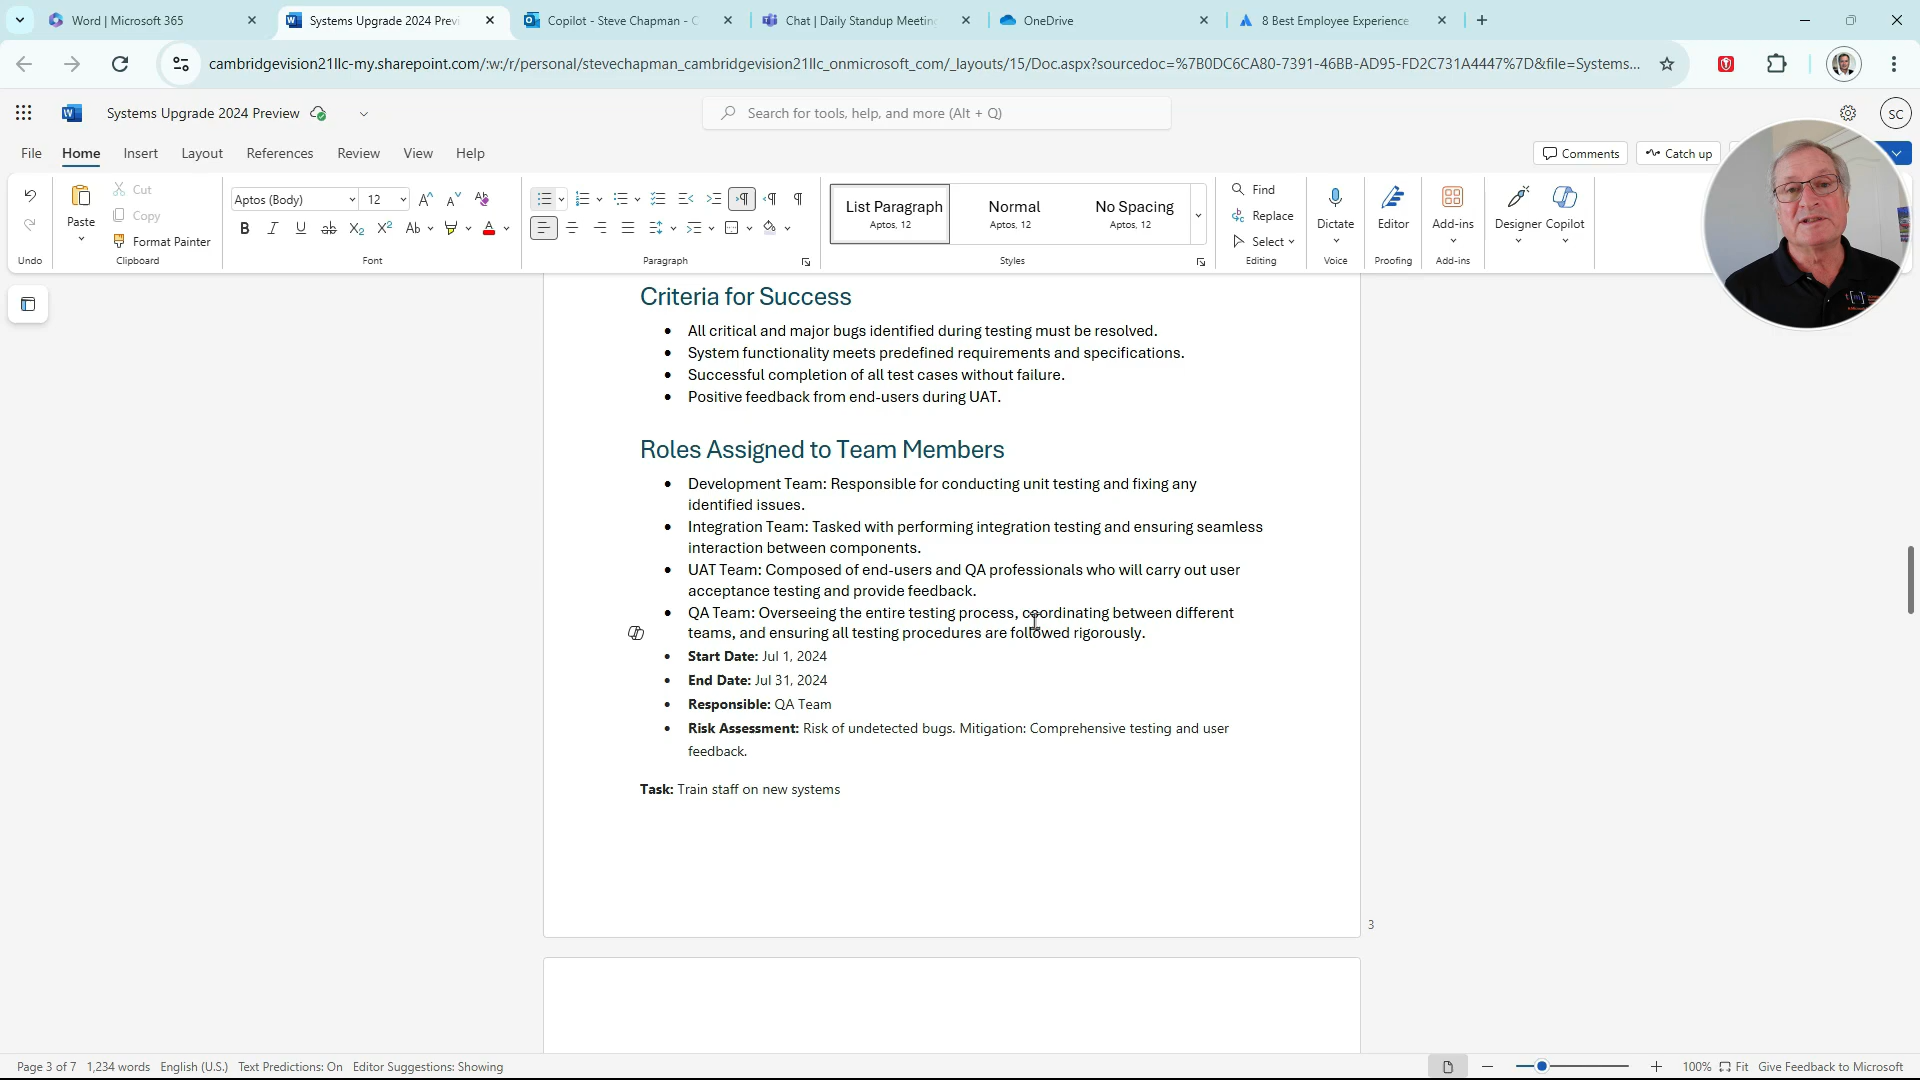 Word | Microsoft 365
Systems Upgrade 2024 Previ
Copilot - Steve Chapman - C
Chat | Daily Standup Meetin
OneDrive
8 Best Employee Experience
cambridgevision21llc-my.sharepoint.com/:w:/r/personal/stevechapman_cambridgevision21llc_onmicrosoft_com/_layouts/15/Doc.aspx?sourcedoc=%7B0DC6CA80-7391-46BB-AD95-FD2C731A4447%7D&file=Systems...
Systems Upgrade 2024 Preview
Search for tools, help, and more (Alt + Q)
SC
File Home Insert Layout References Review View Help
Comments
Catch up
Paste
Cut
Copy
Format Painter
Aptos (Body) 12
List Paragraph
Aptos, 12
Normal
Aptos, 12
No Spacing
Aptos, 12
Find
Replace
Select
Dictate
Editor
Add-ins
Designer
Copilot
Undo
Clipboard
Font
Paragraph
Styles
Editing
Voice
Proofing
Add-ins
Criteria for Success
• All critical and major bugs identified during testing must be resolved.
• System functionality meets predefined requirements and specifications.
• Successful completion of all test cases without failure.
• Positive feedback from end-users during UAT.
Roles Assigned to Team Members
• Development Team: Responsible for conducting unit testing and fixing any
identified issues.
• Integration Team: Tasked with performing integration testing and ensuring seamless
interaction between components.
• UAT Team: Composed of end-users and QA professionals who will carry out user
acceptance testing and provide feedback.
• QA Team: Overseeing the entire testing process, coordinating between different
teams, and ensuring all testing procedures are followed rigorously.
• Start Date: Jul 1, 2024
• End Date: Jul 31, 2024
• Responsible: QA Team
• Risk Assessment: Risk of undetected bugs. Mitigation: Comprehensive testing and user
feedback.
Task: Train staff on new systems
3
Page 3 of 7 1,234 words English (U.S.) Text Predictions: On Editor Suggestions: Showing
100% Fit Give Feedback to Microsoft